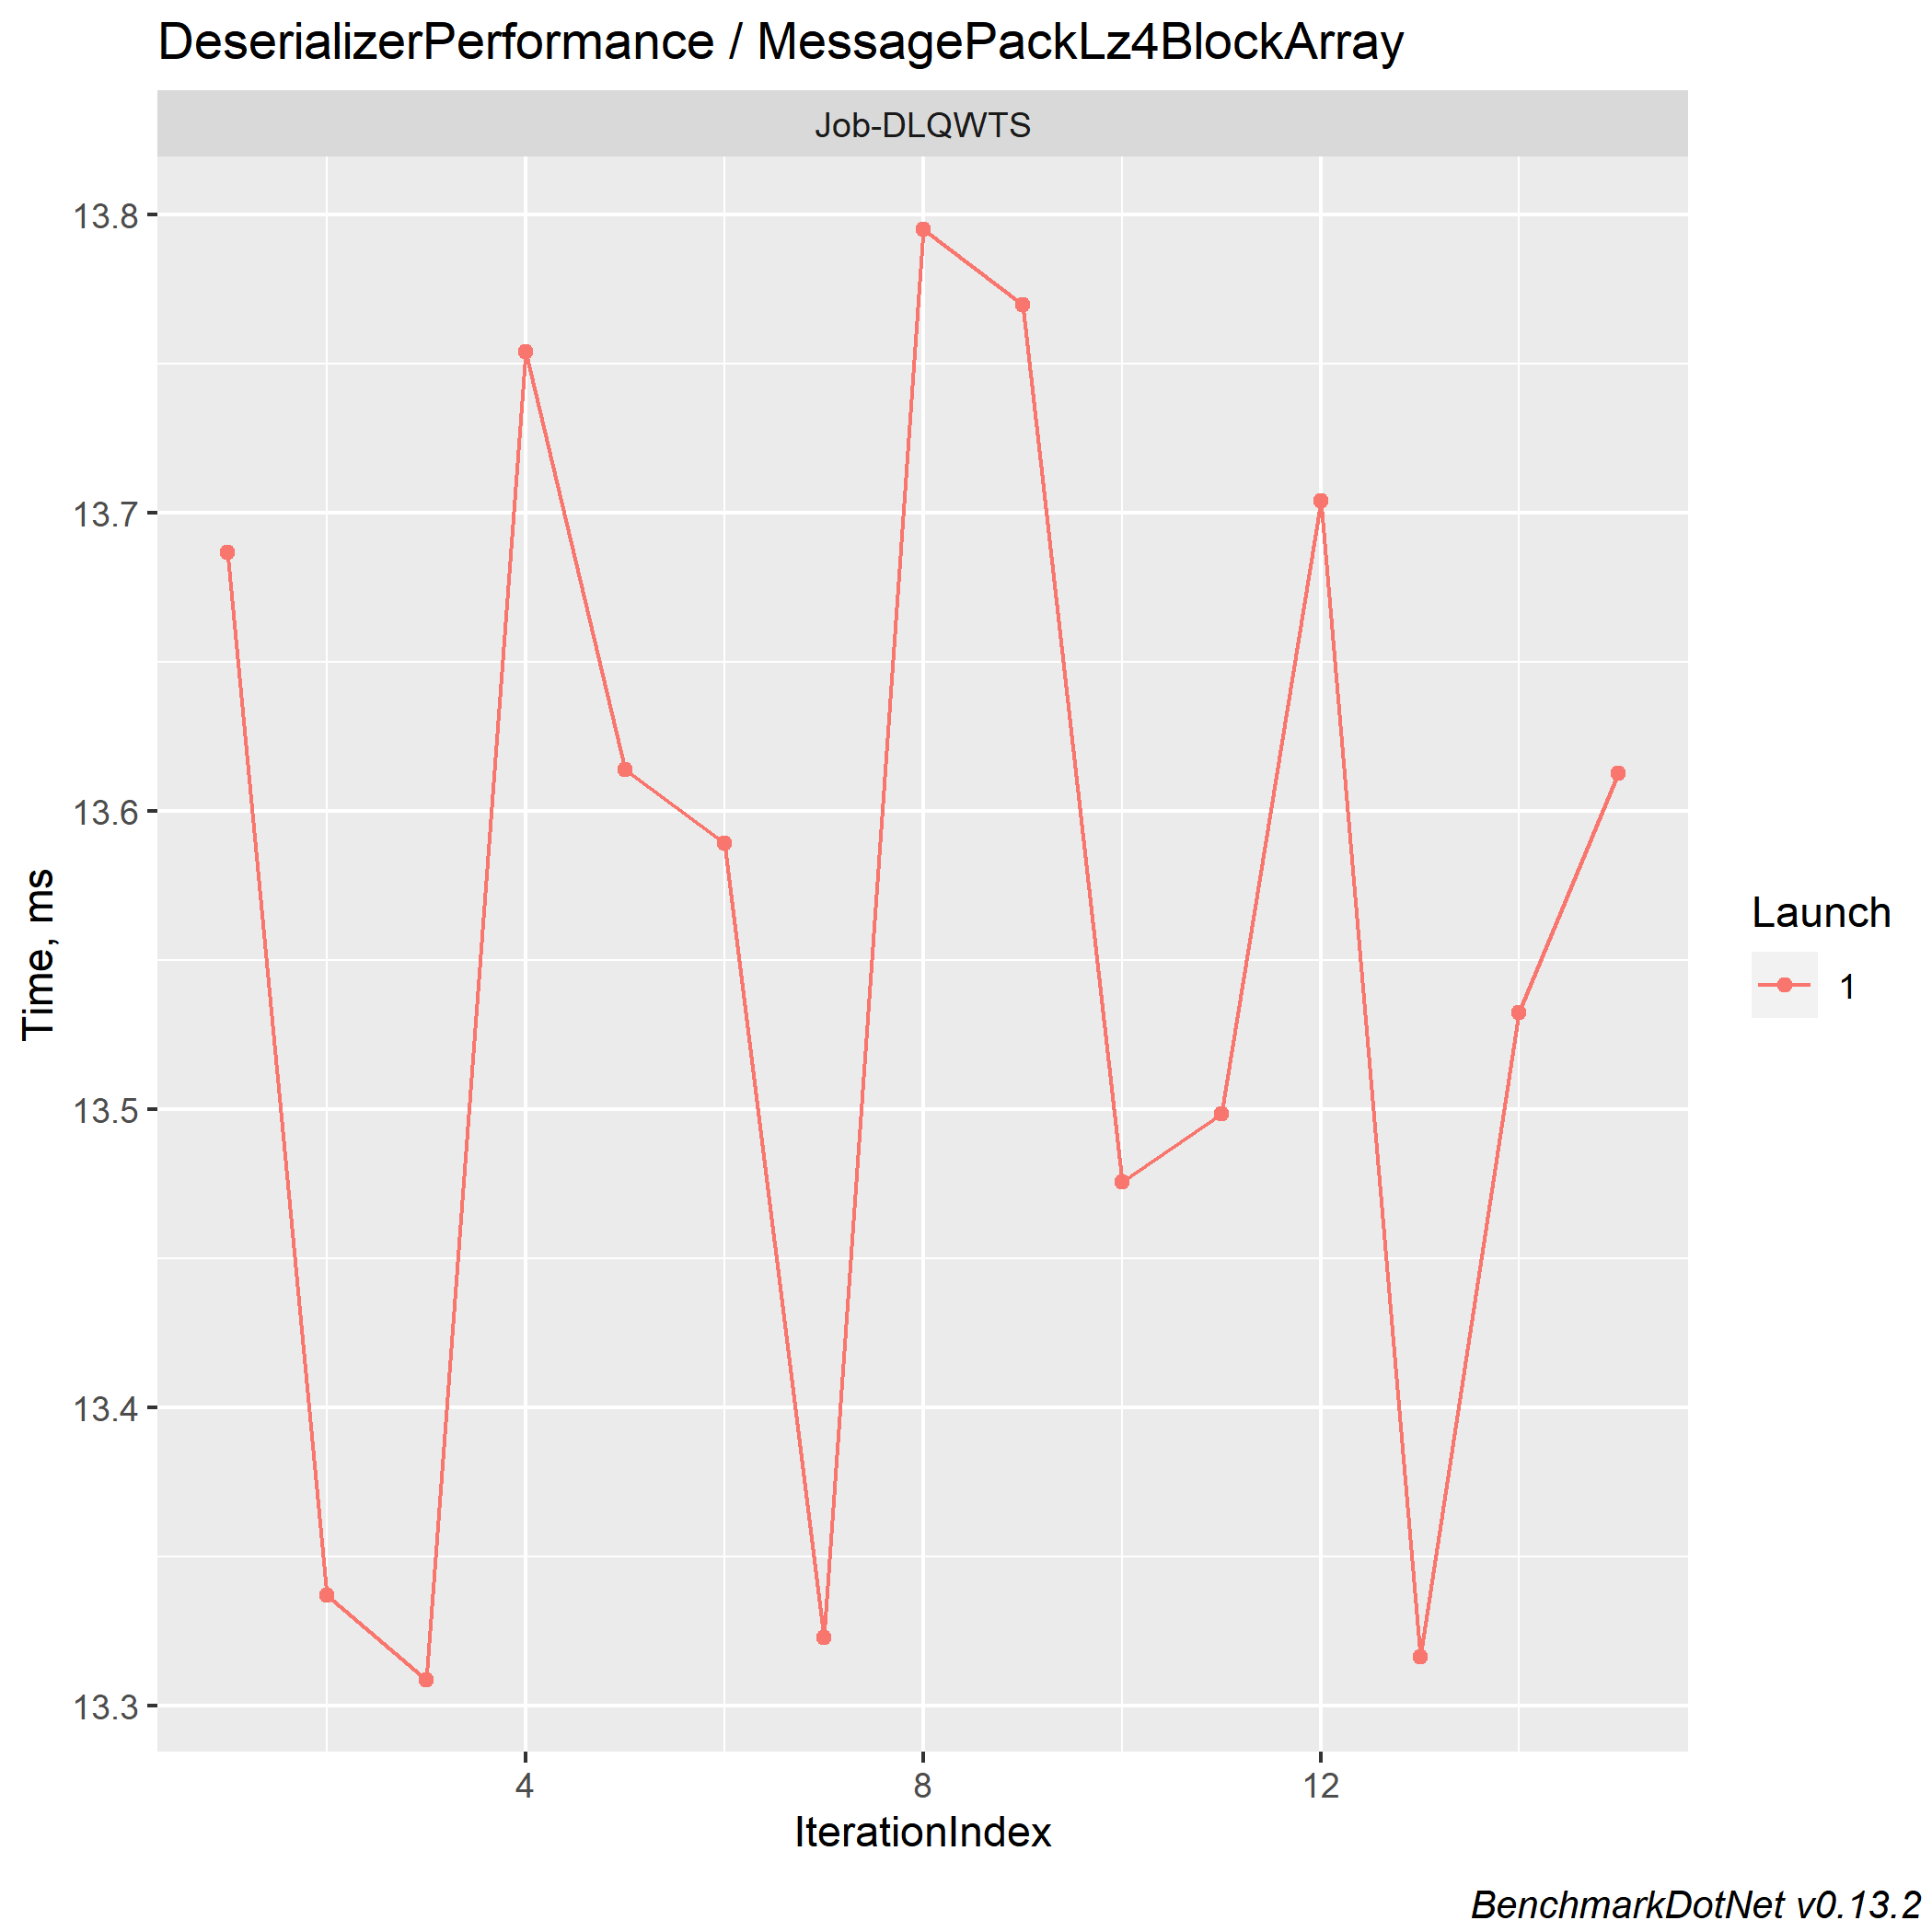 DeserializerPerformance / MessagePackLz4BlockArray
Job-DLQWTS
13.8
13.7
13.6
13.5
13.4
13.3
Time, ms
4
8
12
IterationIndex
Launch
1
BenchmarkDotNet v0.13.2